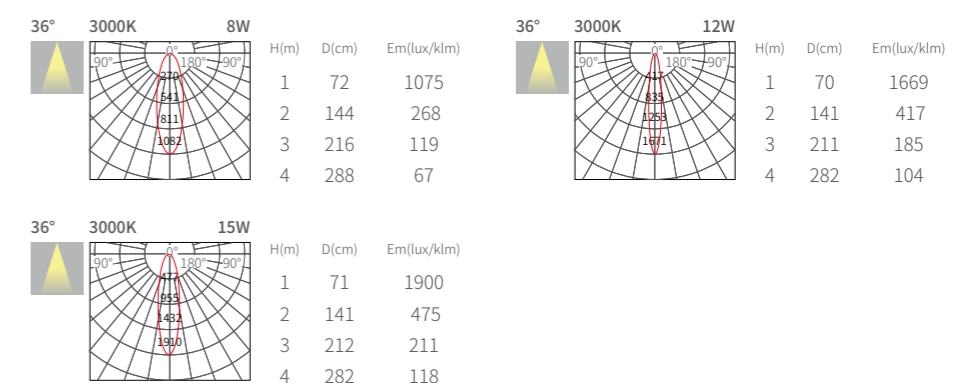 36° 3000K 8W
H(m) D(cm) Em(lux/klm)
0°
90° 180° 90°
270
541
811
1082
1 72 1075
2 144 268
3 216 119
4 288 67
36° 3000K 12W
H(m) D(cm) Em(lux/klm)
0°
90° 180° 90°
417
835
1253
1671
1 70 1669
2 141 417
3 211 185
4 282 104
36° 3000K 15W
H(m) D(cm) Em(lux/klm)
0°
90° 180° 90°
477
955
1432
1910
1 71 1900
2 141 475
3 212 211
4 282 118